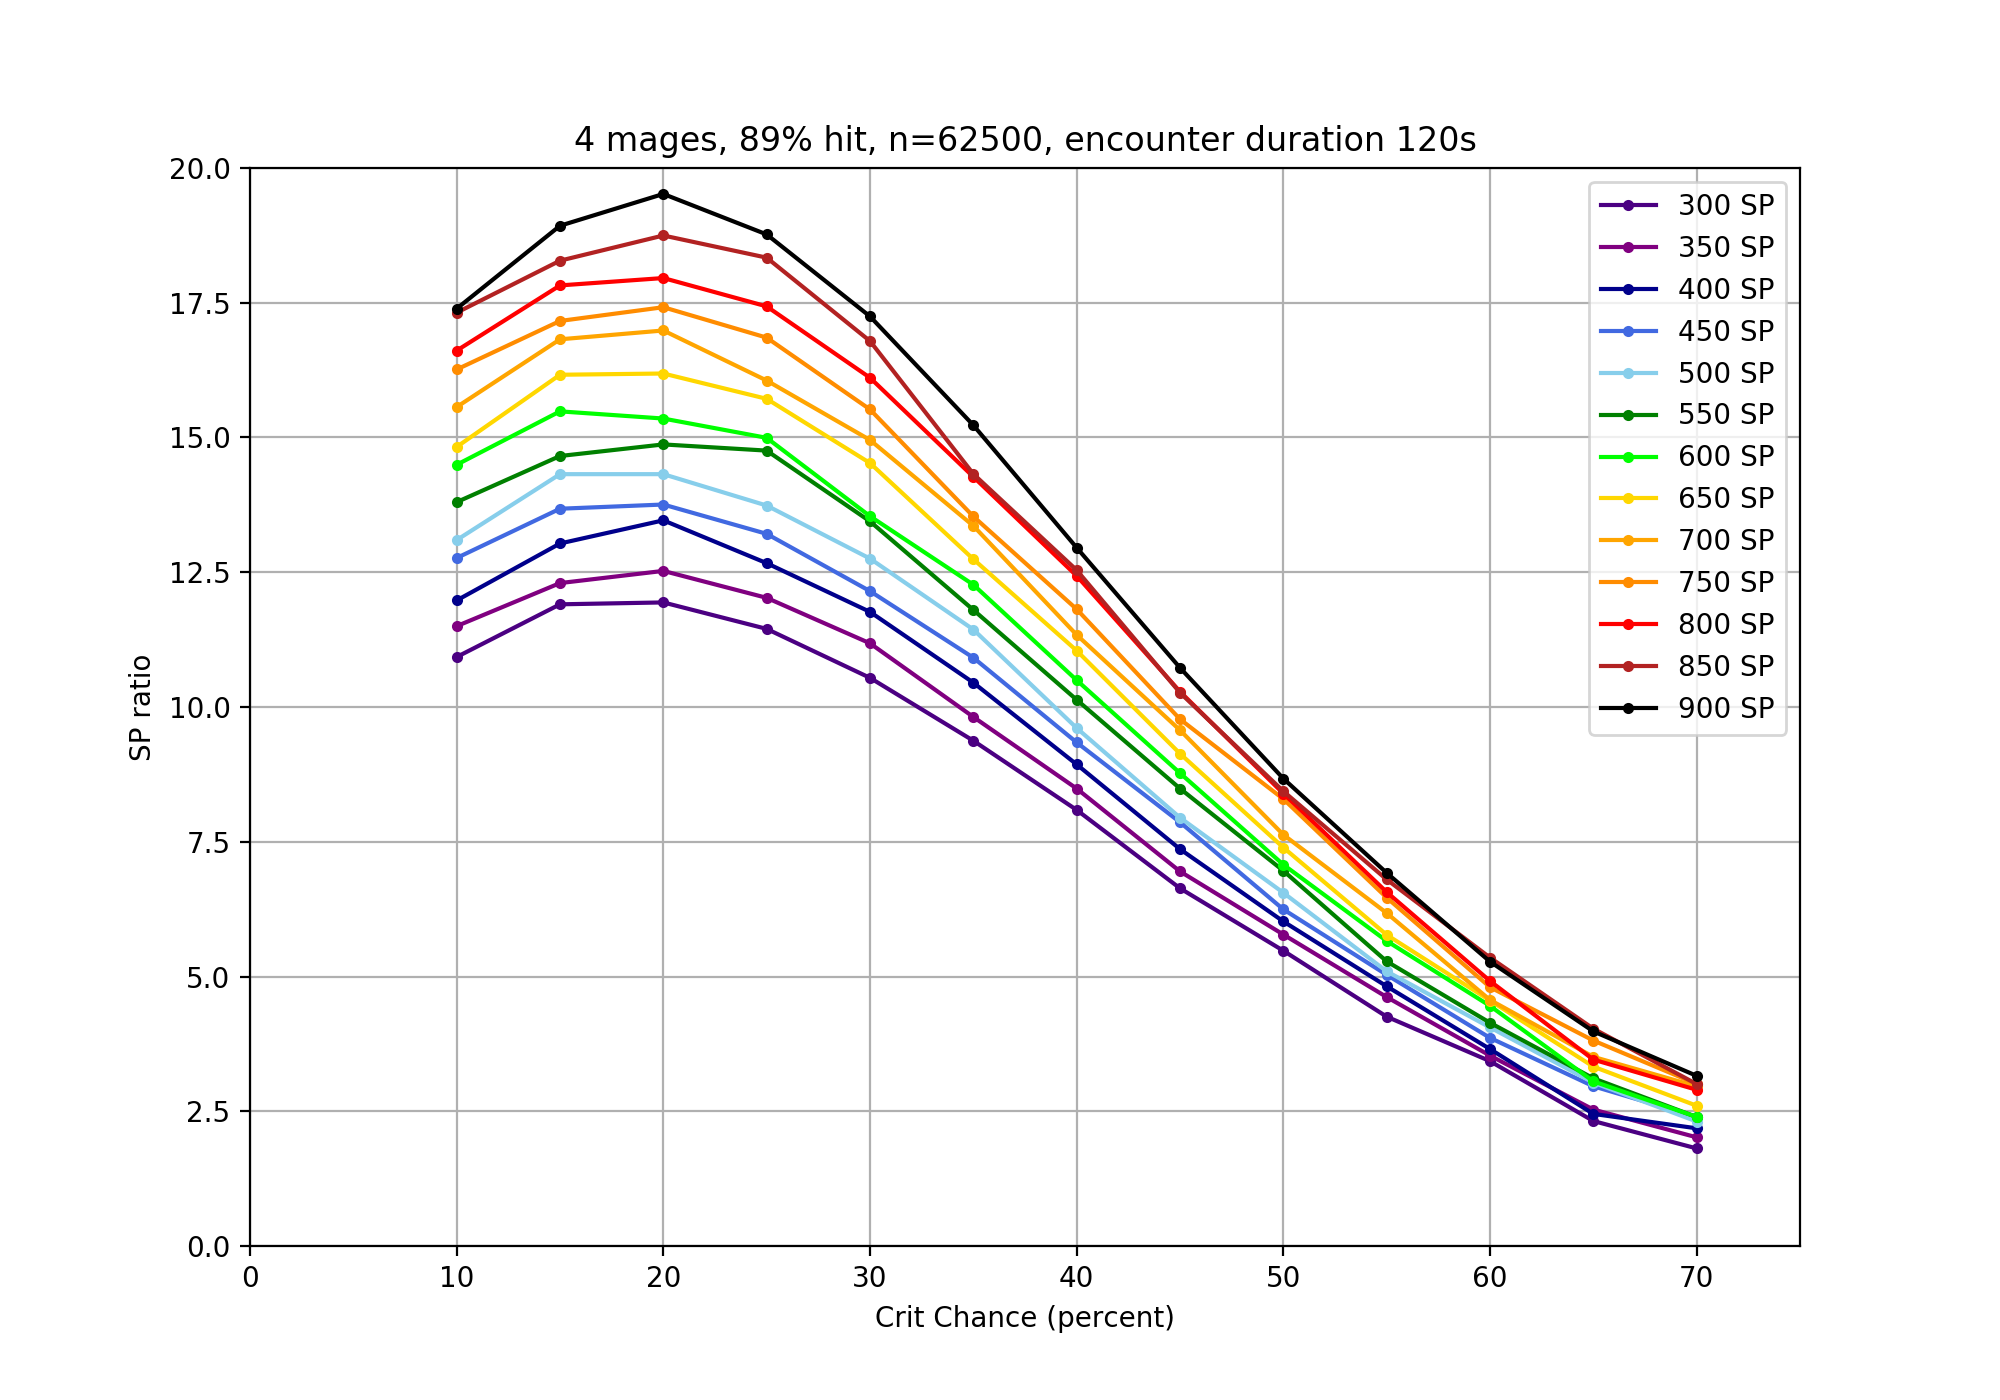 4 mages, 89% hit, n=62500, encounter duration 120s
20.0
17.5
15.0
12.5
10.0
7.5
5.0
2.5
0.0
SP ratio
0 10 20 30 40 50 60 70
Crit Chance (percent)
300 SP
350 SP
400 SP
450 SP
500 SP
550 SP
600 SP
650 SP
700 SP
750 SP
800 SP
850 SP
900 SP